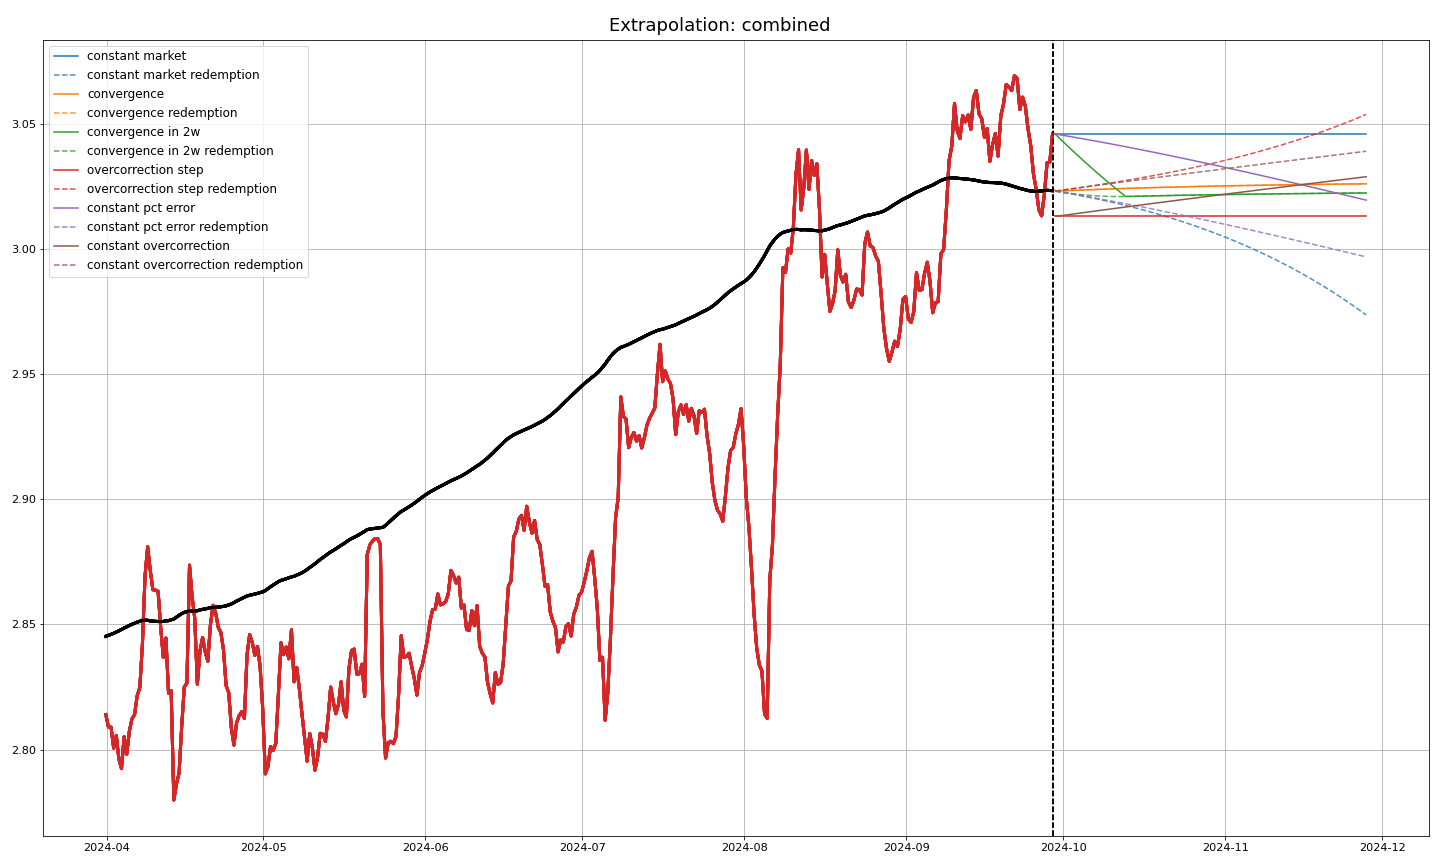 Extrapolation: combined
constant market
constant market redemption
convergence
convergence redemption
convergence in 2w
convergence in 2w redemption
overcorrection step
overcorrection step redemption
constant pct error
constant pct error redemption
constant overcorrection
constant overcorrection redemption
3.05
3.00
2.95
2.90
2.85
2.80
2024-04 2024-05 2024-06 2024-07 2024-08 2024-09 2024-10 2024-11 2024-12